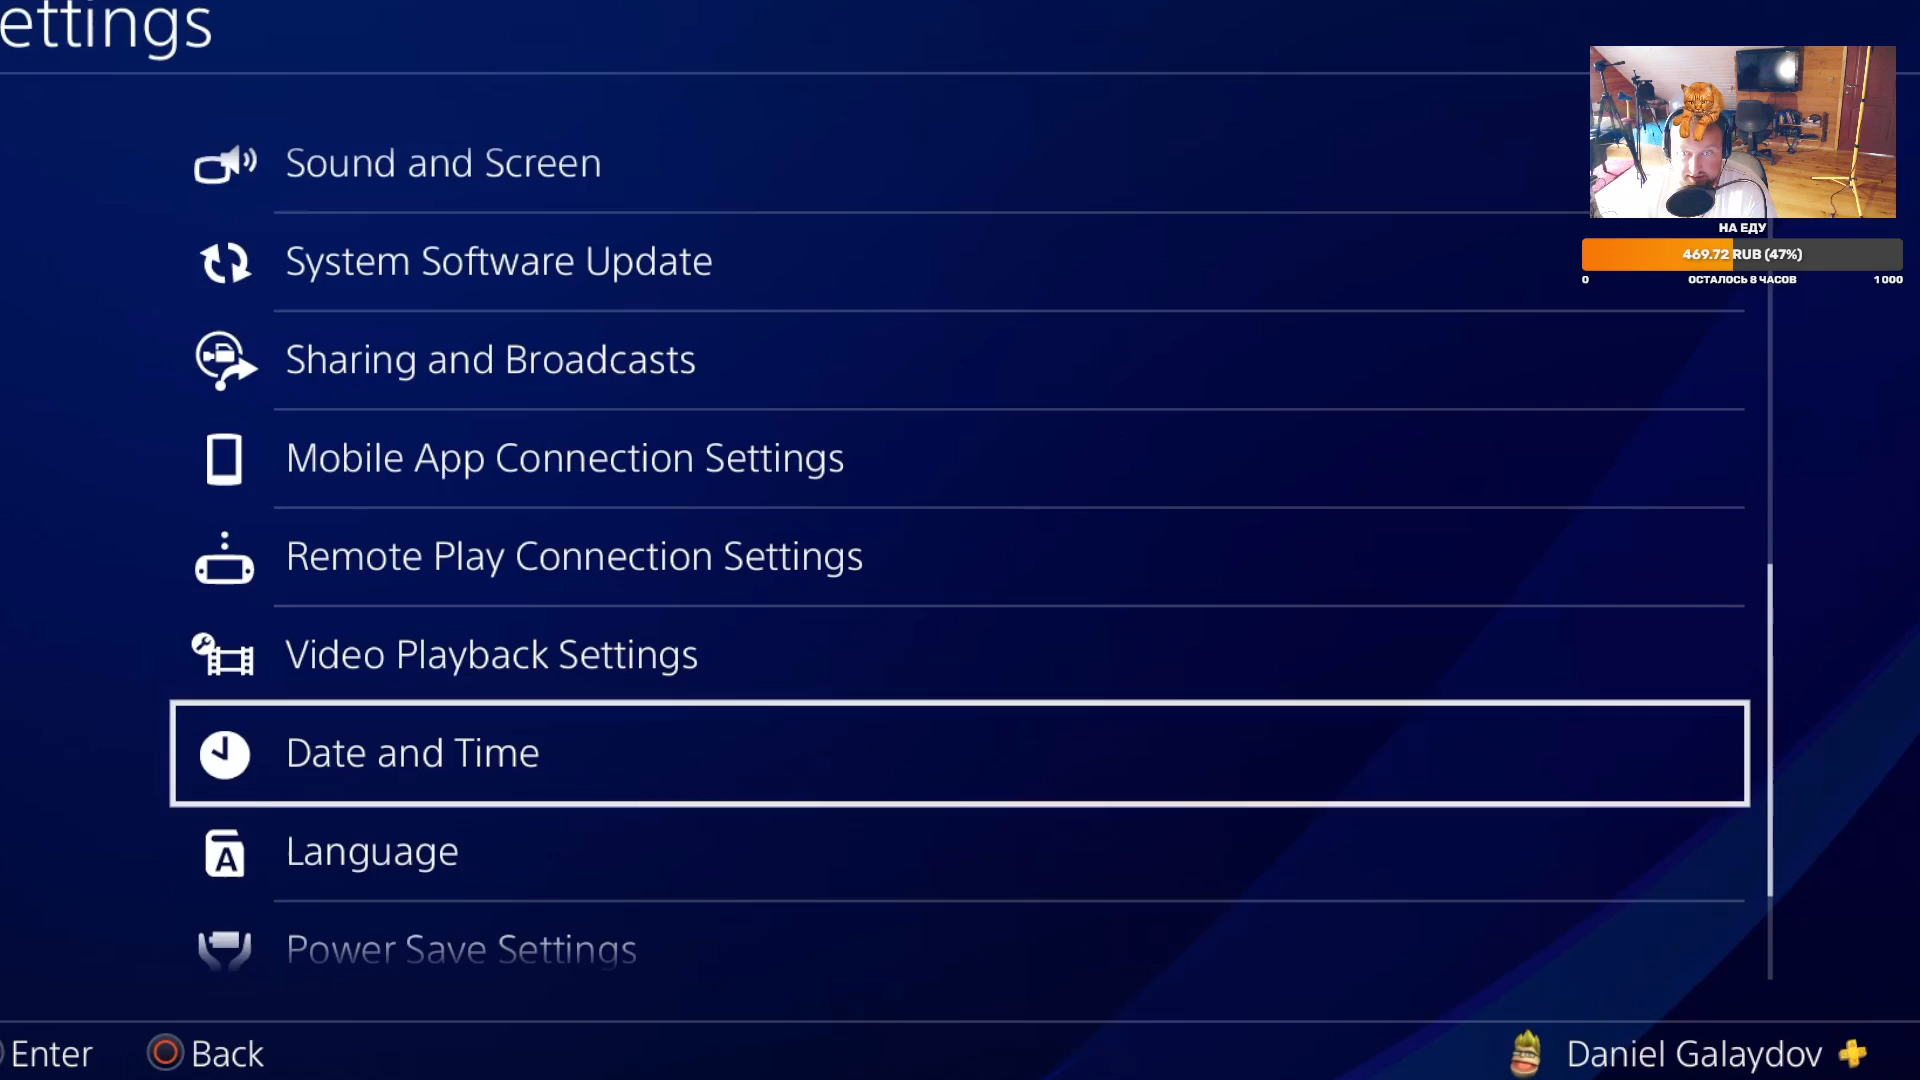 ettings
Sound and Screen
System Software Update
Sharing and Broadcasts
Mobile App Connection Settings
Remote Play Connection Settings
Video Playback Settings
Date and Time
Language
Power Save Settings
Enter
Back
Daniel Galaydov
НА ЕДУ
469.72 RUB (47%)
0
ОСТАЛОСЬ 8 ЧАСОВ
1000